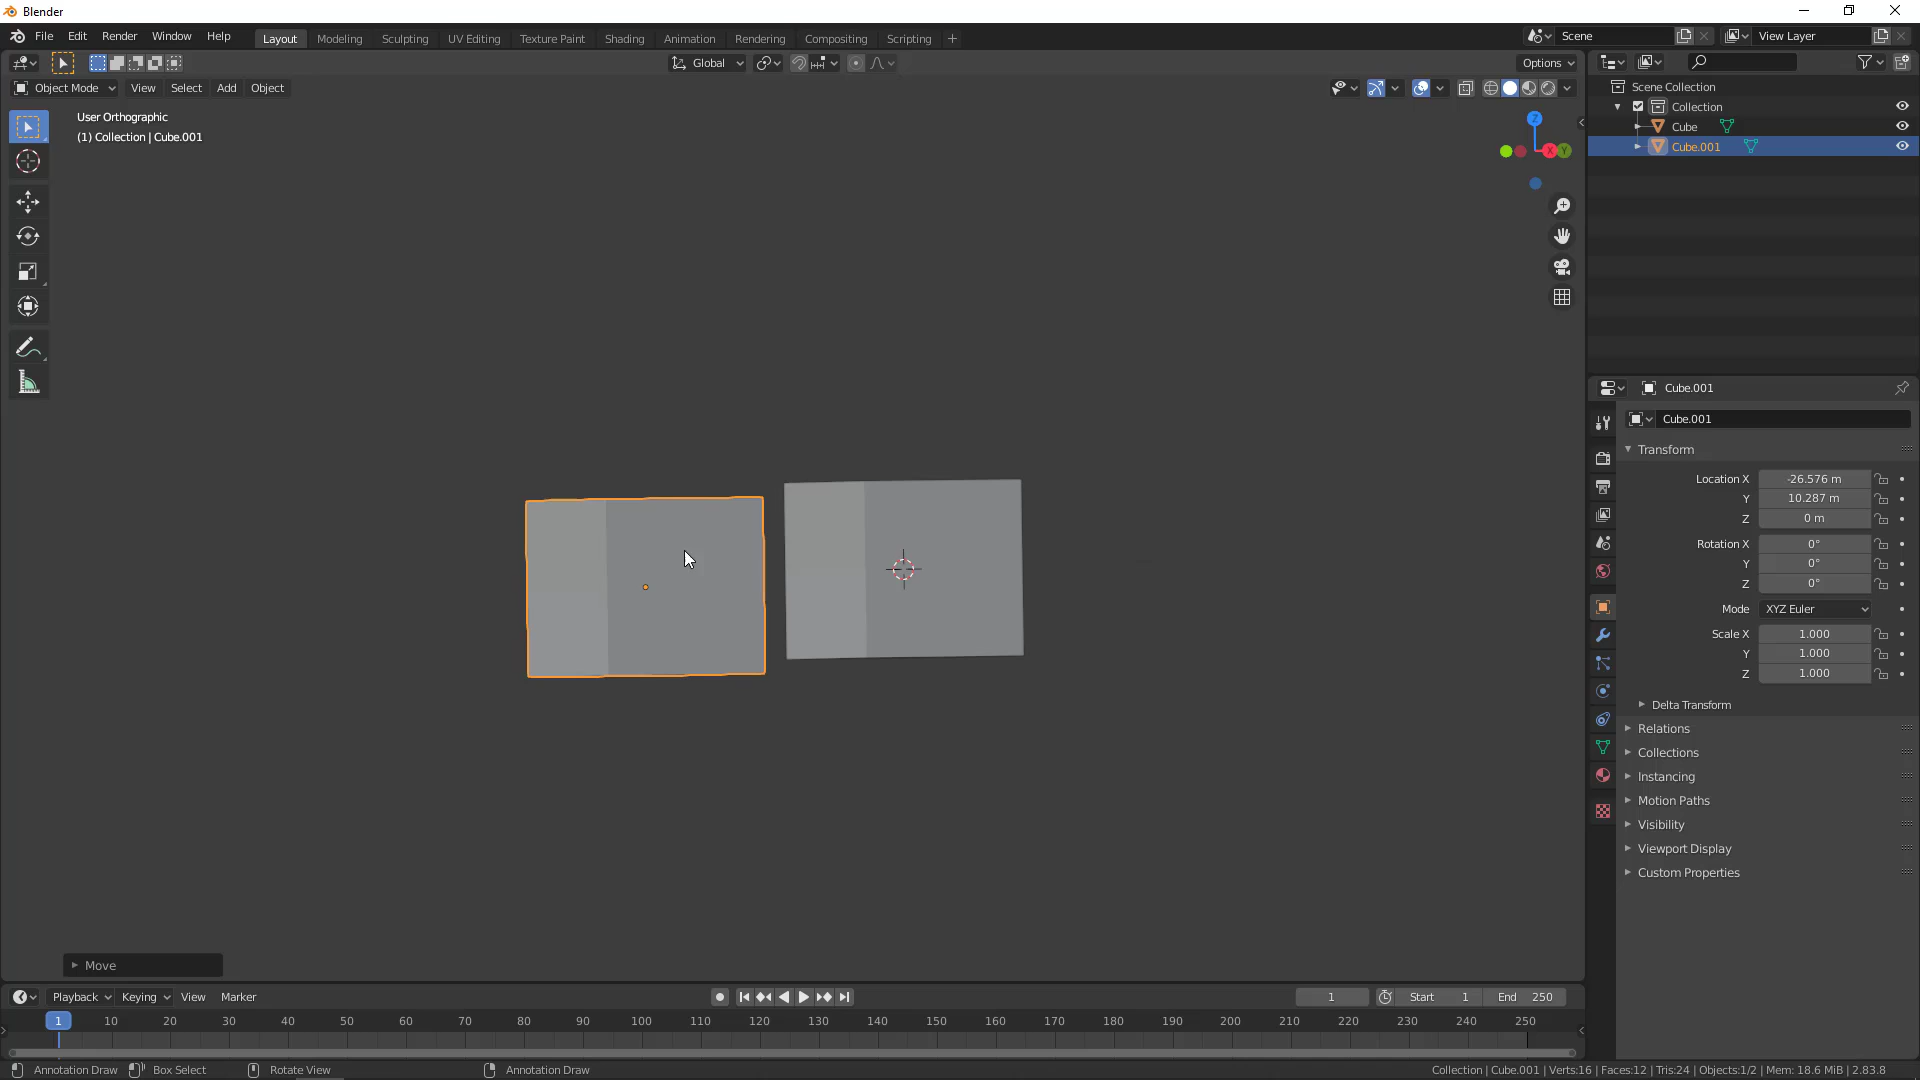 Blender
File Edit Render Window Help
Layout Modeling Sculpting UV Editing Texture Paint Shading Animation Rendering Compositing Scripting
Scene
View Layer
Global
Options
Object Mode View Select Add Object
User Orthographic
(1) Collection | Cube.001
Z
X
Y
Scene Collection
Collection
Cube
Cube.001
Cube.001
Cube.001
Transform
Location X -26.576 m
Y 10.287 m
Z 0 m
Rotation X 0°
Y 0°
Z 0°
Mode XYZ Euler
Scale X 1.000
Y 1.000
Z 1.000
Delta Transform
Relations
Collections
Instancing
Motion Paths
Visibility
Viewport Display
Custom Properties
Move
Playback Keying View Marker
1 Start 1 End 250
1 10 20 30 40 50 60 70 80 90 100 110 120 130 140 150 160 170 180 190 200 210 220 230 240 250
Annotation Draw Box Select Rotate View Annotation Draw
Collection | Cube.001 | Verts:16 | Faces:12 | Tris:24 | Objects:1/2 | Mem: 18.6 MiB | 2.83.8